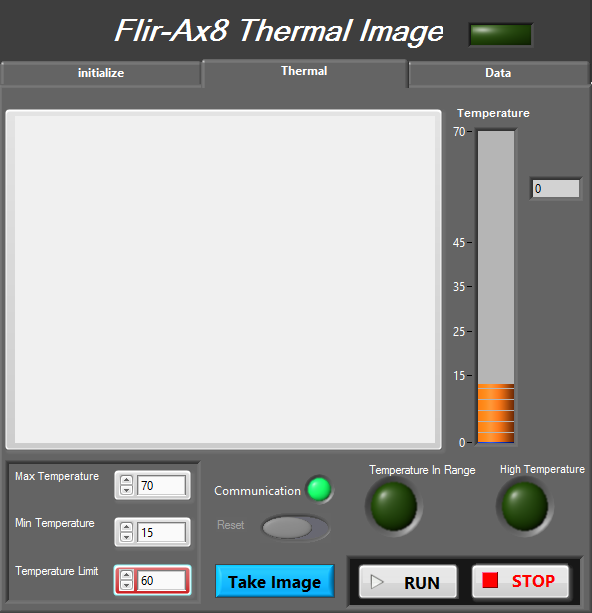 Flir-Ax8 Thermal Image
initialize
Thermal
Data
Temperature
70
0
45
35
25
15
0
Max Temperature
70
Min Temperature
15
Temperature Limit
60
Communication
Reset
Take Image
Temperature In Range
High Temperature
RUN
STOP